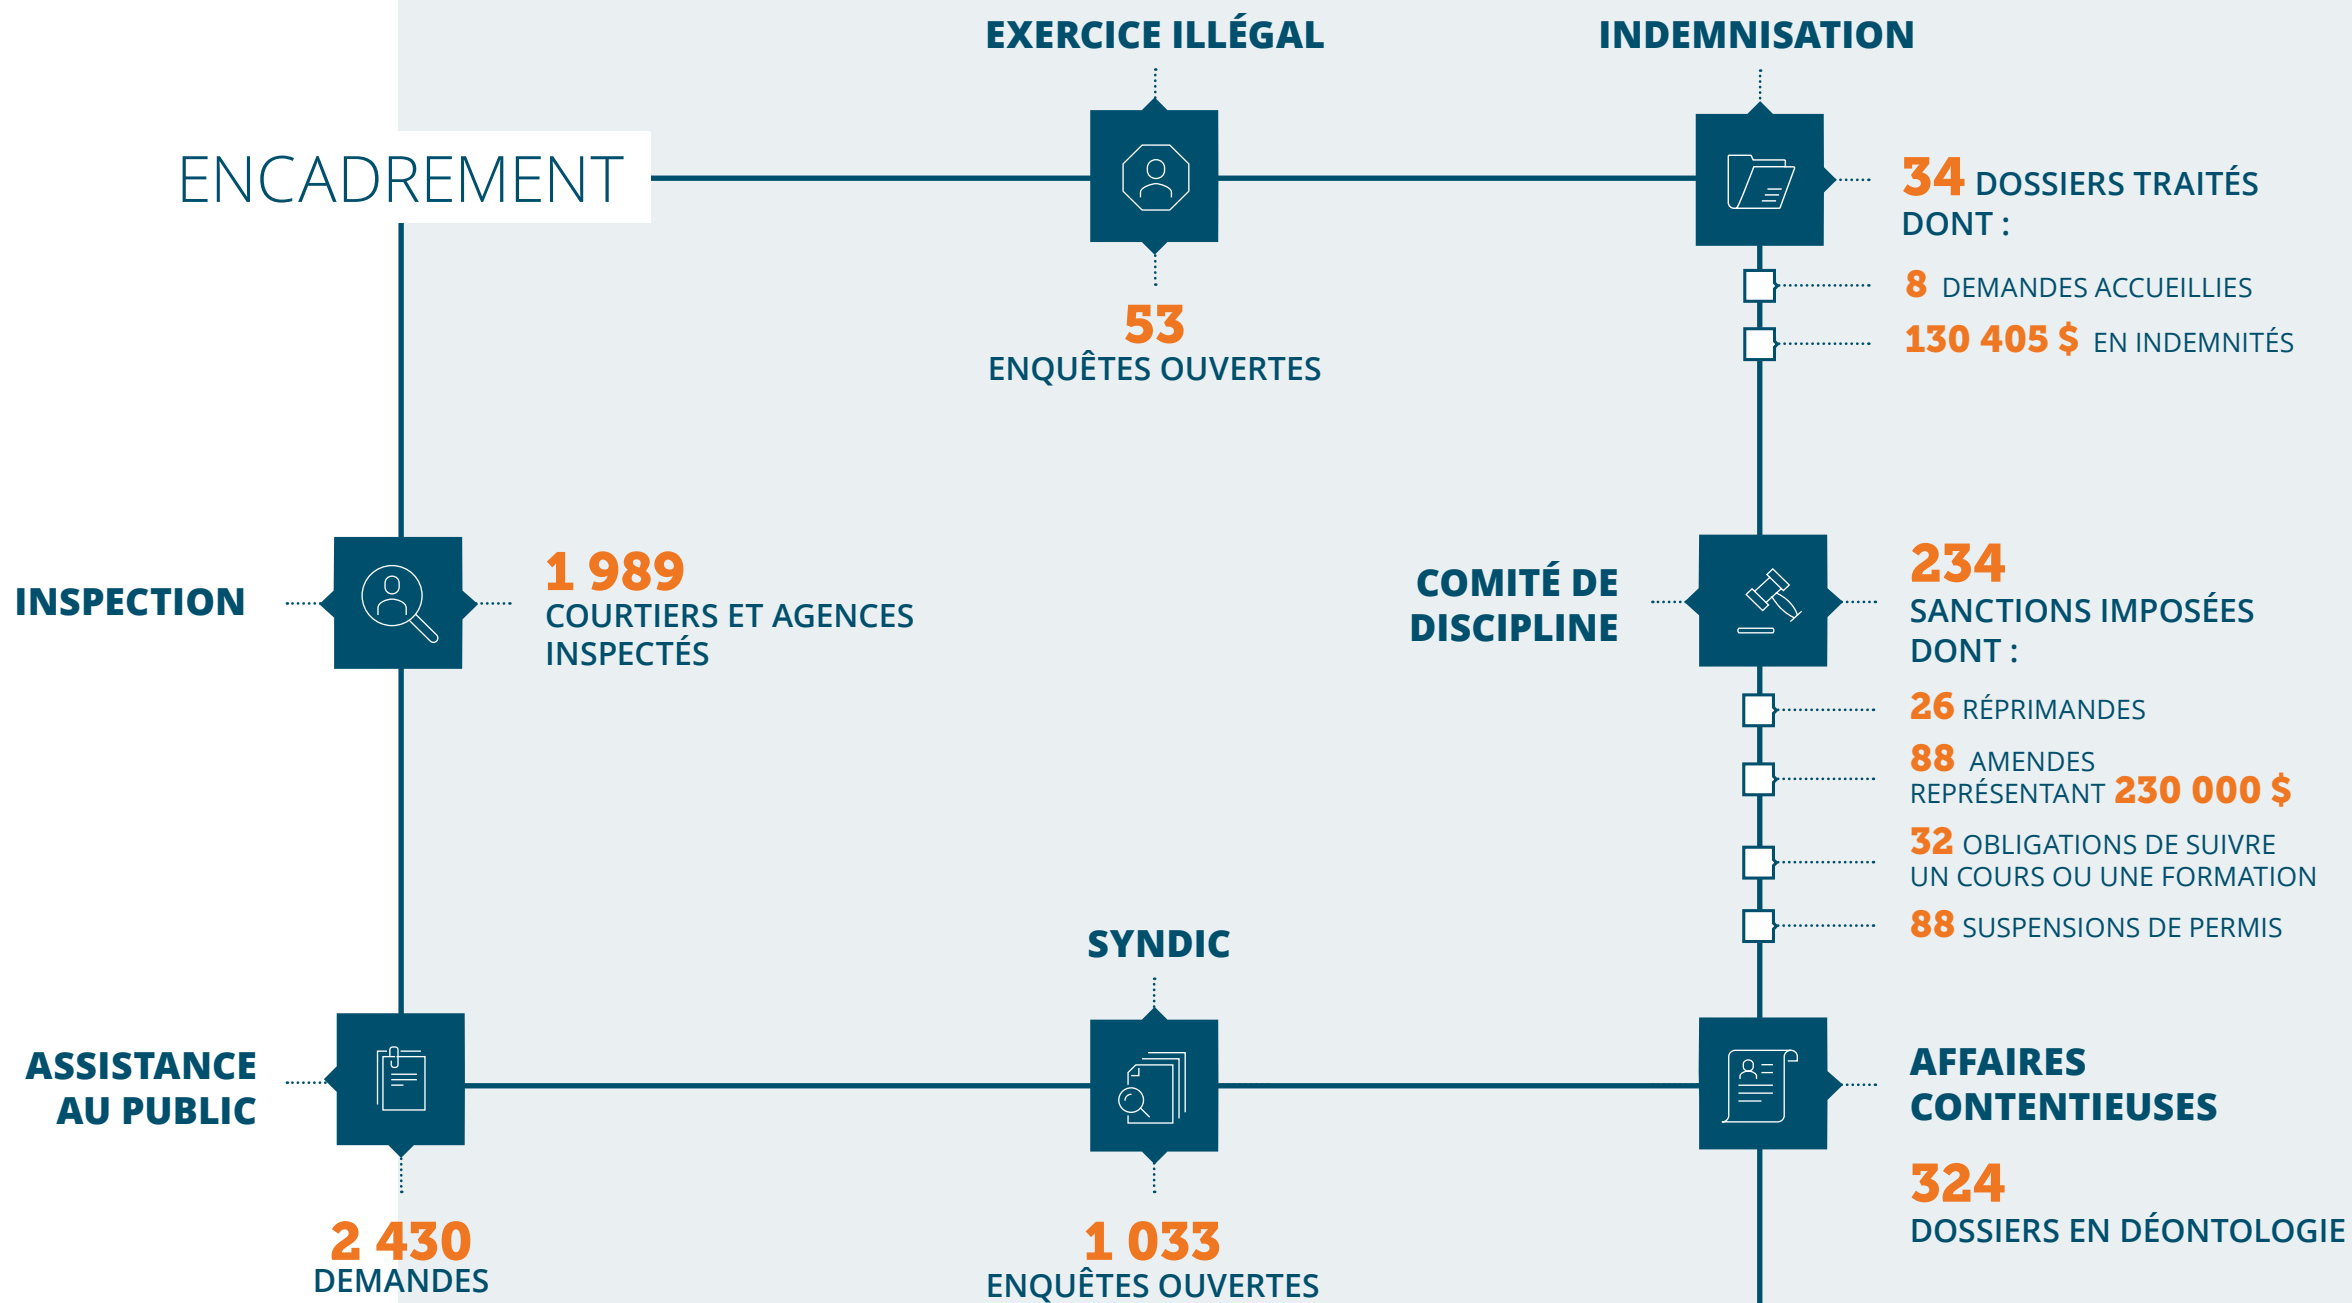 ENCADREMENT
EXERCICE ILLÉGAL
53
ENQUÊTES OUVERTES
INDEMNISATION
34 DOSSIERS TRAITÉS
DONT :
8 DEMANDES ACCUEILLIES
130 405 $ EN INDEMNITÉS
INSPECTION
1 989
COURTIERS ET AGENCES
INSPECTÉS
COMITÉ DE
DISCIPLINE
234
SANCTIONS IMPOSÉES
DONT :
26 RÉPRIMANDES
88 AMENDES
REPRÉSENTANT 230 000 $
32 OBLIGATIONS DE SUIVRE
UN COURS OU UNE FORMATION
88 SUSPENSIONS DE PERMIS
ASSISTANCE
AU PUBLIC
2 430
DEMANDES
SYNDIC
1 033
ENQUÊTES OUVERTES
AFFAIRES
CONTENTIEUSES
324
DOSSIERS EN DÉONTOLOGIE